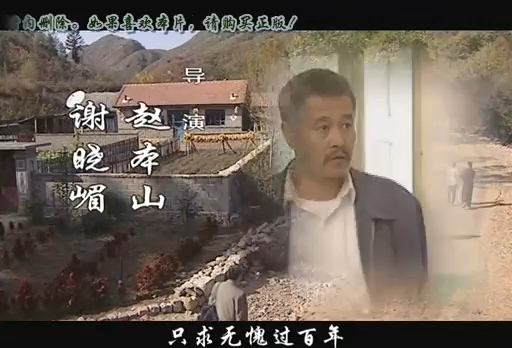 内删除。如果喜欢本片，请购买正版！
导演
赵本山
谢晓嵋
只求无愧过百年